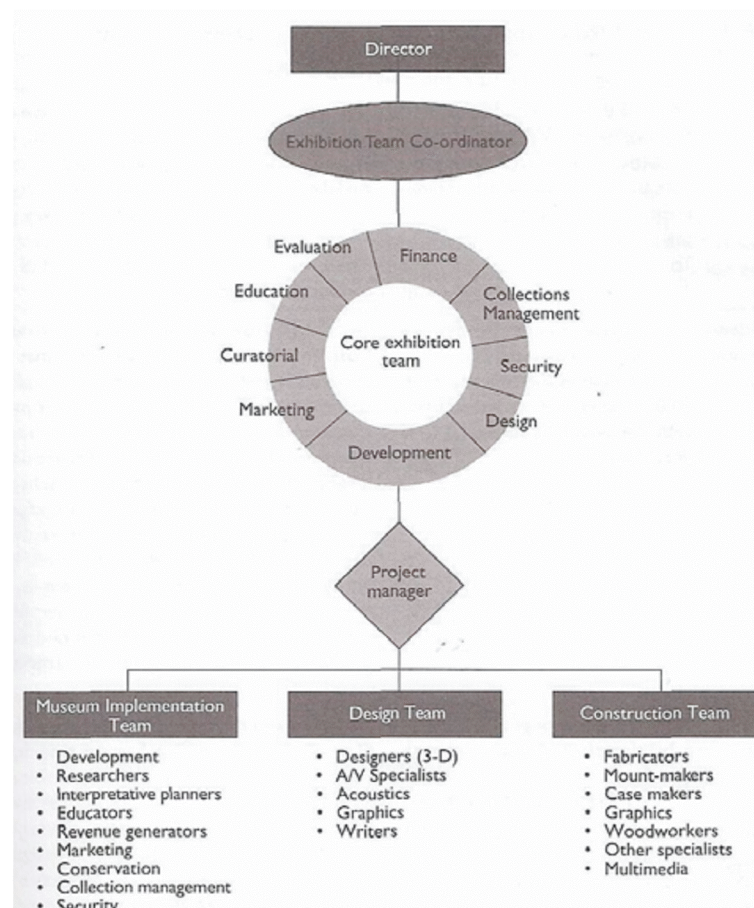 Director
Exhibition Team Co-ordinator
Evaluation
Finance
Education
Collections
Management
Curatorial
Core exhibition
team
Security
Marketing
Design
Development
Project
manager
Museum Implementation
Team
• Development
• Researchers
• Interpretative planners
• Educators
• Revenue generators
• Marketing
• Conservation
• Collection management
• Security
Design Team
• Designers (3-D)
• A/V Specialists
• Acoustics
• Graphics
• Writers
Construction Team
• Fabricators
• Mount-makers
• Case makers
• Graphics
• Woodworkers
• Other specialists
• Multimedia